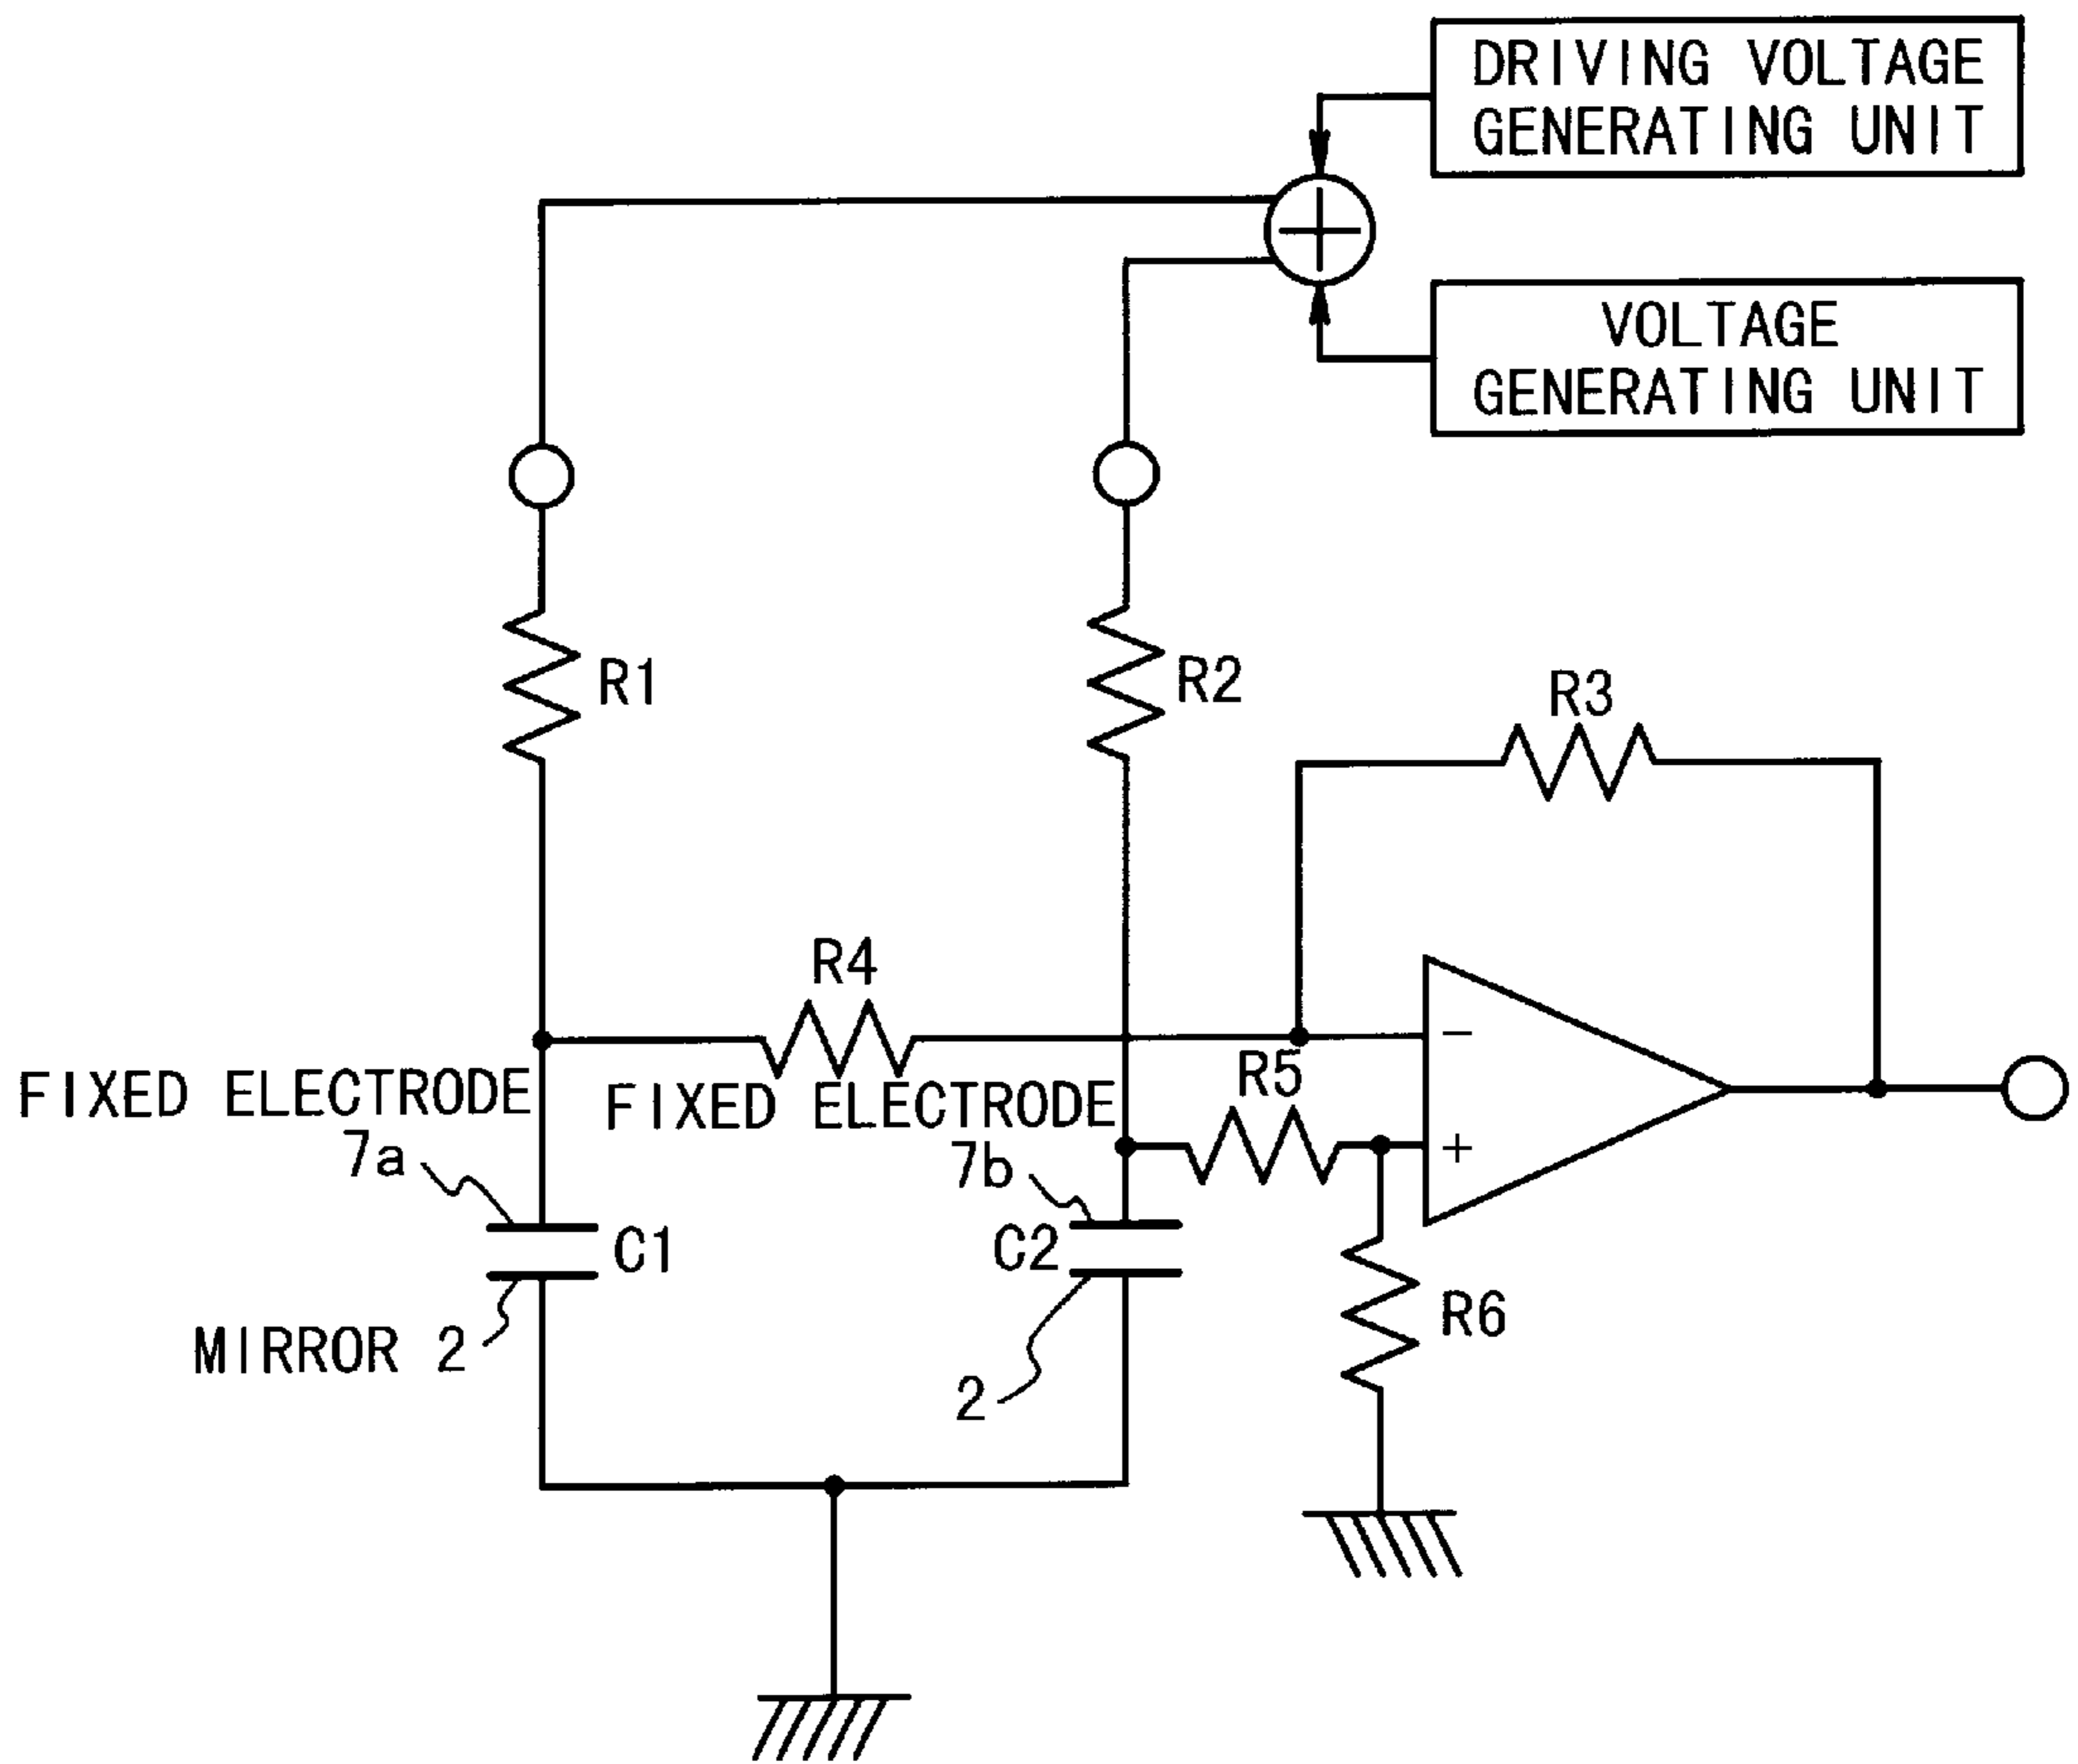 DRIVING VOLTAGE
GENERATING UNIT
VOLTAGE
GENERATING UNIT
R1
R2
R3
R4
FIXED ELECTRODE
7a
FIXED ELECTRODE
7b
R5
−
+
C1
C2
MIRROR 2
2
R6